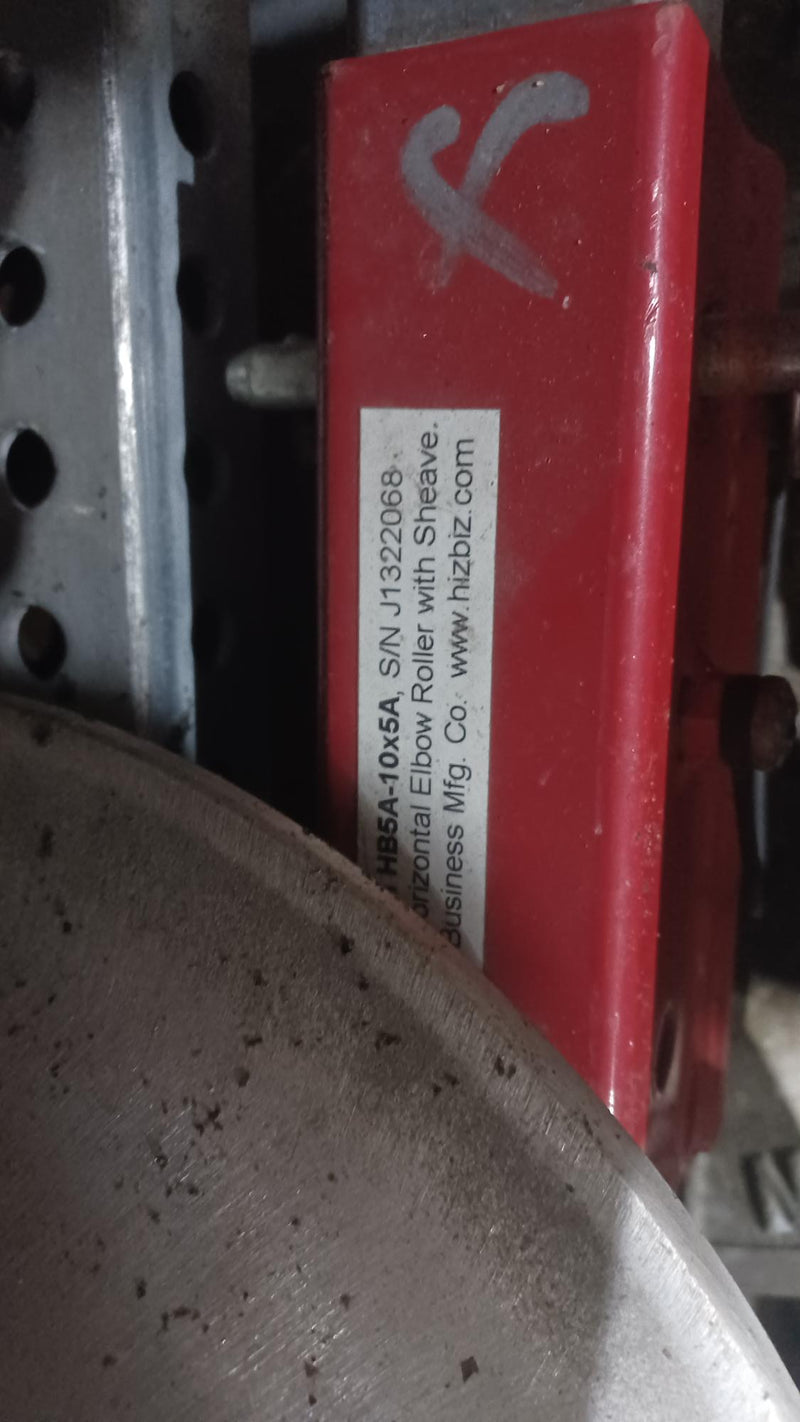 HB5A-10x5A, S/N J1322068
orizontal Elbow Roller with Sheave.
Business Mfg. Co. www.hizbiz.com